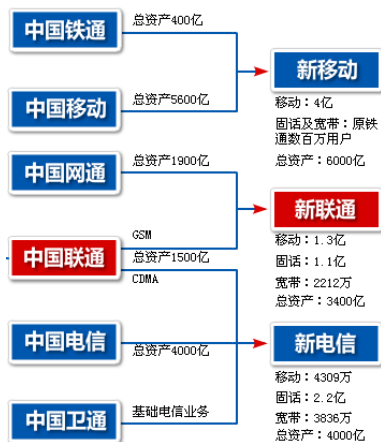 中国铁通
总资产400亿
中国移动
总资产5600亿
新移动
移动：4亿
固话及宽带：原铁
通数百万用户
总资产：6000亿
中国网通
总资产1900亿
GSM
中国联通
总资产1500亿
CDMA
新联通
移动：1.3亿
固话：1.1亿
宽带：2212万
总资产：3400亿
中国电信
总资产4000亿
中国卫通
基础电信业务
新电信
移动：4309万
固话：2.2亿
宽带：3836万
总资产：4000亿